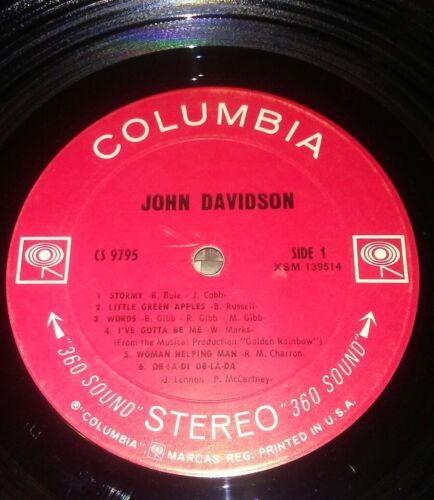 COLUMBIA
JOHN DAVIDSON
CS 9795
SIDE 1
XSM 139514
1 STORMY -B. Buie - J. Cobb-
2. LITTLE GREEN APPLES -B. Russell-
3. WORDS -B. Gibb - R. Gibb - M. Gibb-
4. I'VE GOTTA BE ME -W. Marks-
(From the Musical Production "Golden Rainbow")
5. WOMAN HELPING MAN -R. M. Charron-
6. OB-LA-DI OB-LA-DA
-J. Lennon - P. McCartney-
"360 SOUND" STEREO "360 SOUND"
℗ "COLUMBIA", MARCAS REG. PRINTED IN U.S.A.